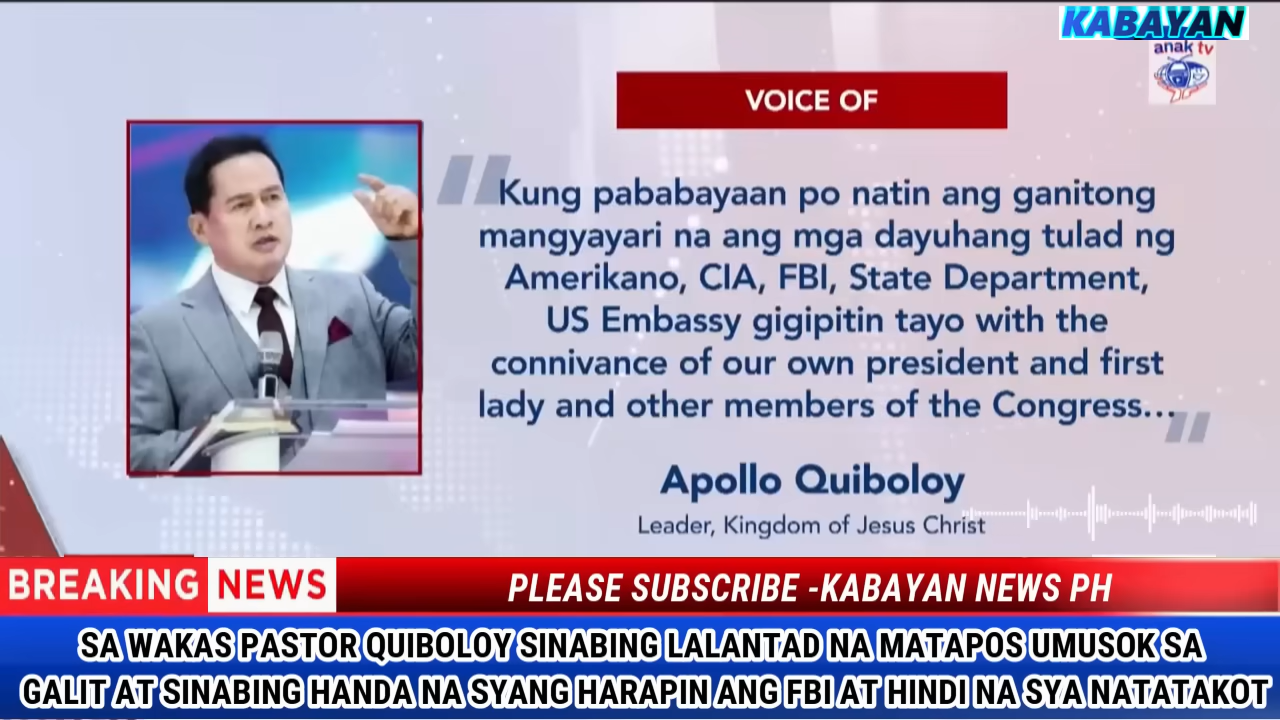 KABAYAN
anak tv
VOICE OF
"Kung pababayaan po natin ang ganitong
mangyayari na ang mga dayuhang tulad ng
Amerikano, CIA, FBI, State Department,
US Embassy gigipitin tayo with the
connivance of our own president and first
lady and other members of the Congress..."
Apollo Quiboloy
Leader, Kingdom of Jesus Christ
BREAKING NEWS
PLEASE SUBSCRIBE -KABAYAN NEWS PH
SA WAKAS PASTOR QUIBOLOY SINABING LALANTAD NA MATAPOS UMUSOK SA
GALIT AT SINABING HANDA NA SYANG HARAPIN ANG FBI AT HINDI NA SYA NATATAKOT